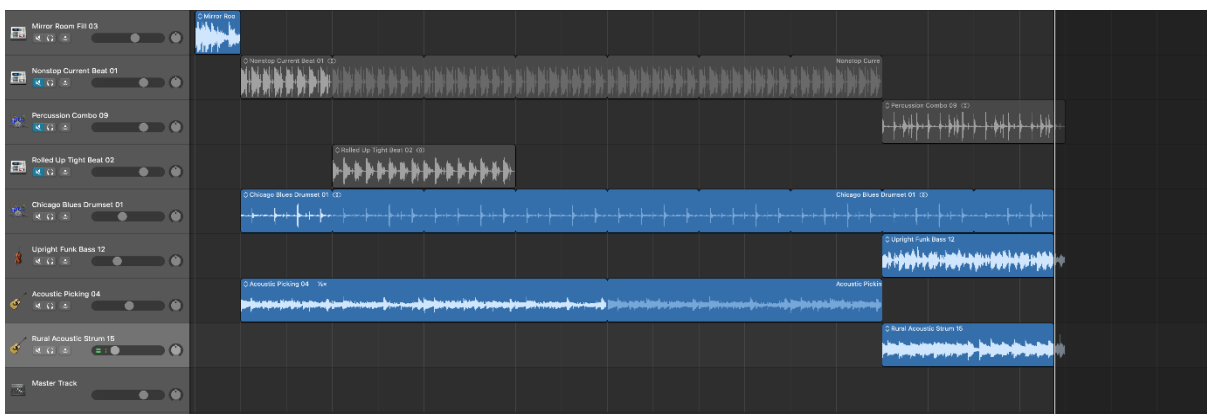 Mirror Room Fill 03
Mirror Roo
Nonstop Current Beat 01
Nonstop Current Beat 01
Nonstop Curre
Percussion Combo 09
Percussion Combo 09
Rolled Up Tight Beat 02
Rolled Up Tight Beat 02
Chicago Blues Drumset 01
Chicago Blues Drumset 01
Chicago Blues Drumset 01
Upright Funk Bass 12
Upright Funk Bass 12
Acoustic Picking 04
Acoustic Picking 04
Acoustic Pickin
Rural Acoustic Strum 15
Rural Acoustic Strum 15
Master Track